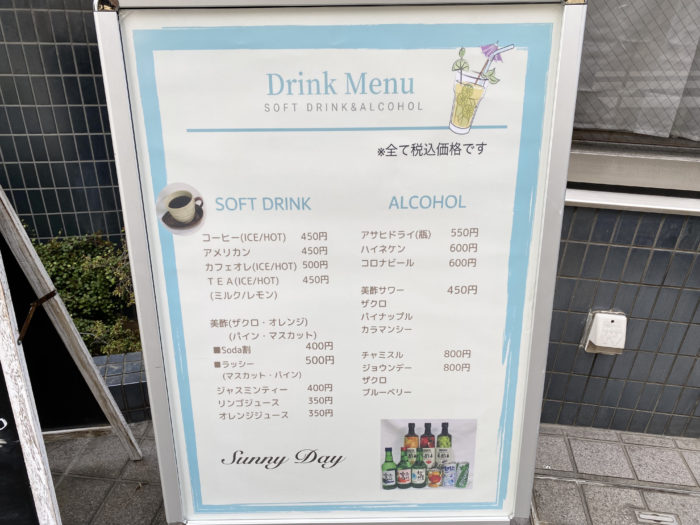 Drink Menu
SOFT DRINK&ALCOHOL
※全て税込価格です
SOFT DRINK
コーヒー(ICE/HOT) 450円
アメリカン 450円
カフェオレ(ICE/HOT) 500円
TEA(ICE/HOT) 450円
(ミルク/レモン)
美酢(ザクロ・オレンジ)
(パイン・マスカット)
■Soda割 400円
■ラッシー 500円
(マスカット・パイン)
ジャスミンティー 400円
リンゴジュース 350円
オレンジジュース 350円
ALCOHOL
アサヒドライ(瓶) 550円
ハイネケン 600円
コロナビール 600円
美酢サワー 450円
ザクロ
パイナップル
カラマンシー
チャミスル 800円
ジョウンデー 800円
ザクロ
ブルーベリー
Sunny Day